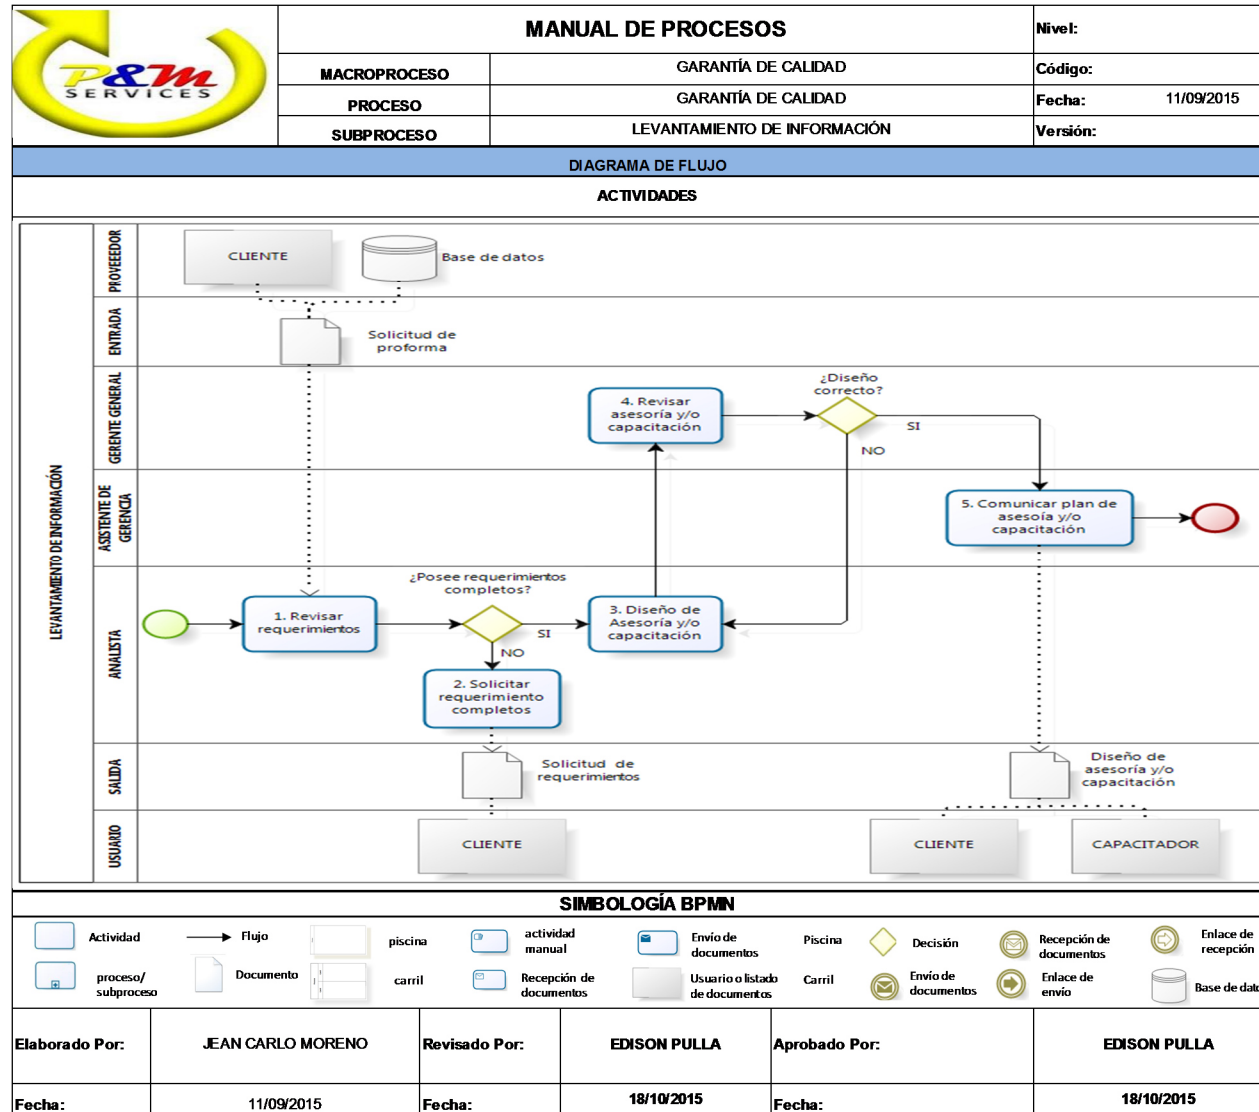 P&M
SERVICES
MANUAL DE PROCESOS
Nivel:
MACROPROCESO
GARANTÍA DE CALIDAD
Código:
PROCESO
GARANTÍA DE CALIDAD
Fecha:
11/09/2015
SUBPROCESO
LEVANTAMIENTO DE INFORMACIÓN
Versión:
DIAGRAMA DE FLUJO
ACTIVIDADES
LEVANTAMIENTO DE INFORMACIÓN
PROVEEEDOR
CLIENTE
Base de datos
ENTRADA
Solicitud de
proforma
GERENTE GENERAL
4. Revisar
asesoría y/o
capacitación
¿Diseño
correcto?
SI
NO
ASISTENTE DE
GERENCIA
5. Comunicar plan de
asesoía y/o
capacitación
ANALISTA
1. Revisar
requerimientos
¿Posee requerimientos
completos?
SI
NO
3. Diseño de
Asesoría y/o
capacitación
2. Solicitar
requerimiento
completos
SALIDA
Solicitud de
requerimientos
Diseño de
asesoría y/o
capacitación
USUARIO
CLIENTE
CLIENTE
CAPACITADOR
SIMBOLOGÍA BPMN
Actividad
Flujo
piscina
actividad
manual
Envío de
documentos
Piscina
Decisión
Recepción de
documentos
Enlace de
recepción
proceso/
subproceso
Documento
carril
Recepción de
documentos
Usuario o listado
de documentos
Carril
Envío de
documentos
Enlace de
envío
Base de dato
Elaborado Por:
JEAN CARLO MORENO
Revisado Por:
EDISON PULLA
Aprobado Por:
EDISON PULLA
Fecha:
11/09/2015
Fecha:
18/10/2015
Fecha:
18/10/2015